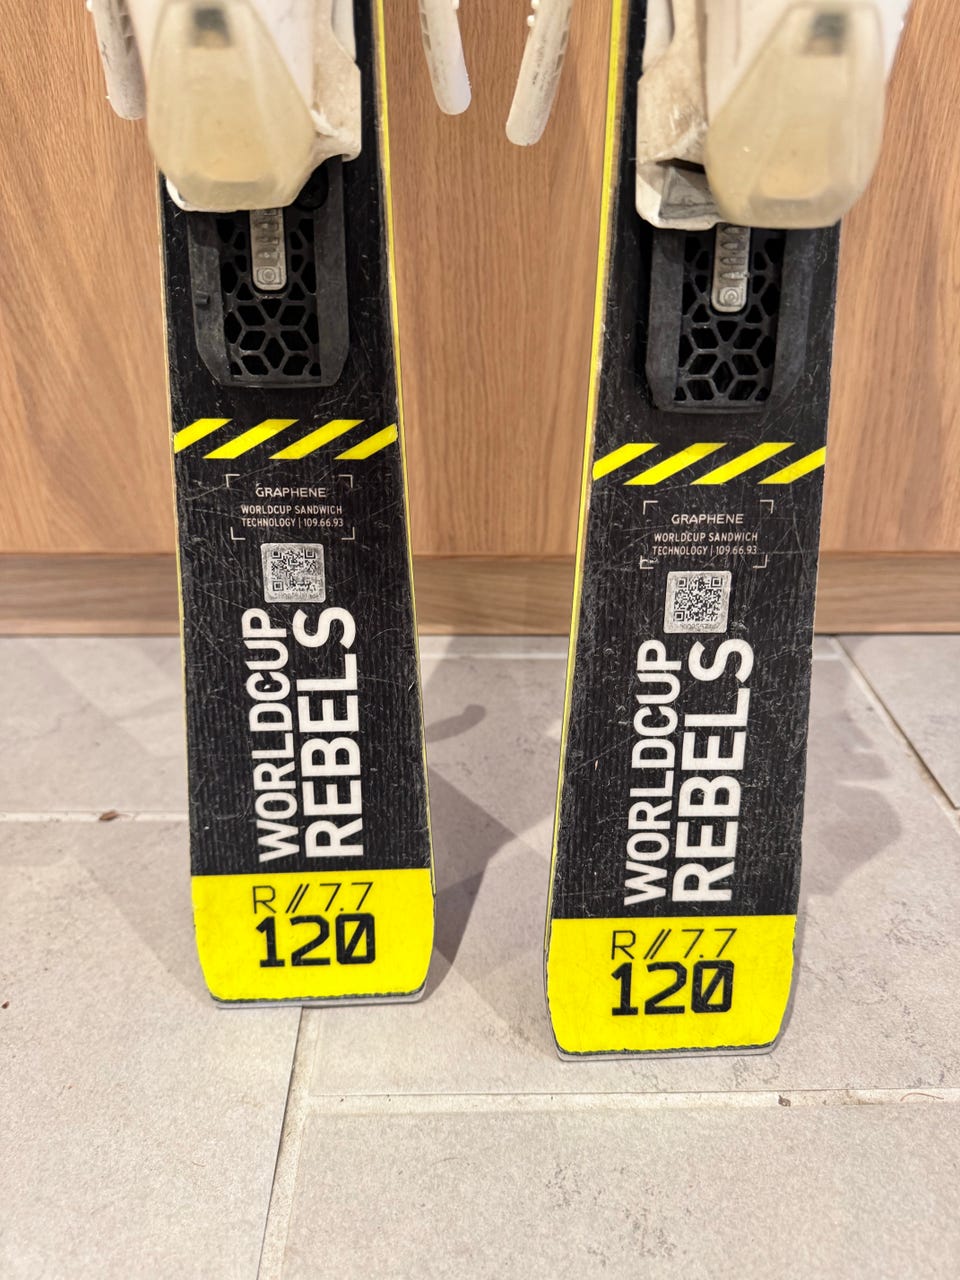 GRAPHENE
WORLDCUP SANDWICH
TECHNOLOGY | 109.66.93
WORLDCUP
REBELS
R//7.7
120
GRAPHENE
WORLDCUP SANDWICH
TECHNOLOGY | 109.66.93
WORLDCUP
REBELS
R//7.7
120